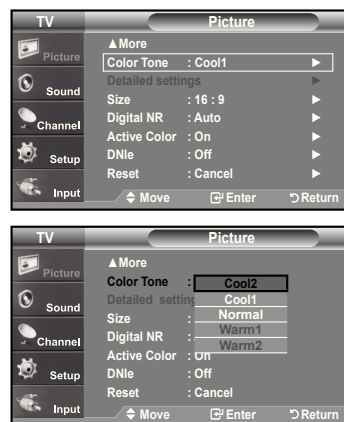 TV Picture
▲More
Picture
Color Tone : Cool1 ►
Detailed settings ►
Sound
Size : 16 : 9 ►
Digital NR : Auto ►
Channel
Active Color : On ►
DNIe : Off ►
Setup
Reset : Cancel ►
Input
Move Enter Return
TV Picture
▲More
Picture
Color Tone : Cool2
Detailed setting Cool1
Sound
Size : Normal
Warm1
Digital NR : Warm2
Channel
Active Color : On
DNIe : Off
Setup
Reset : Cancel
Input
Move Enter Return